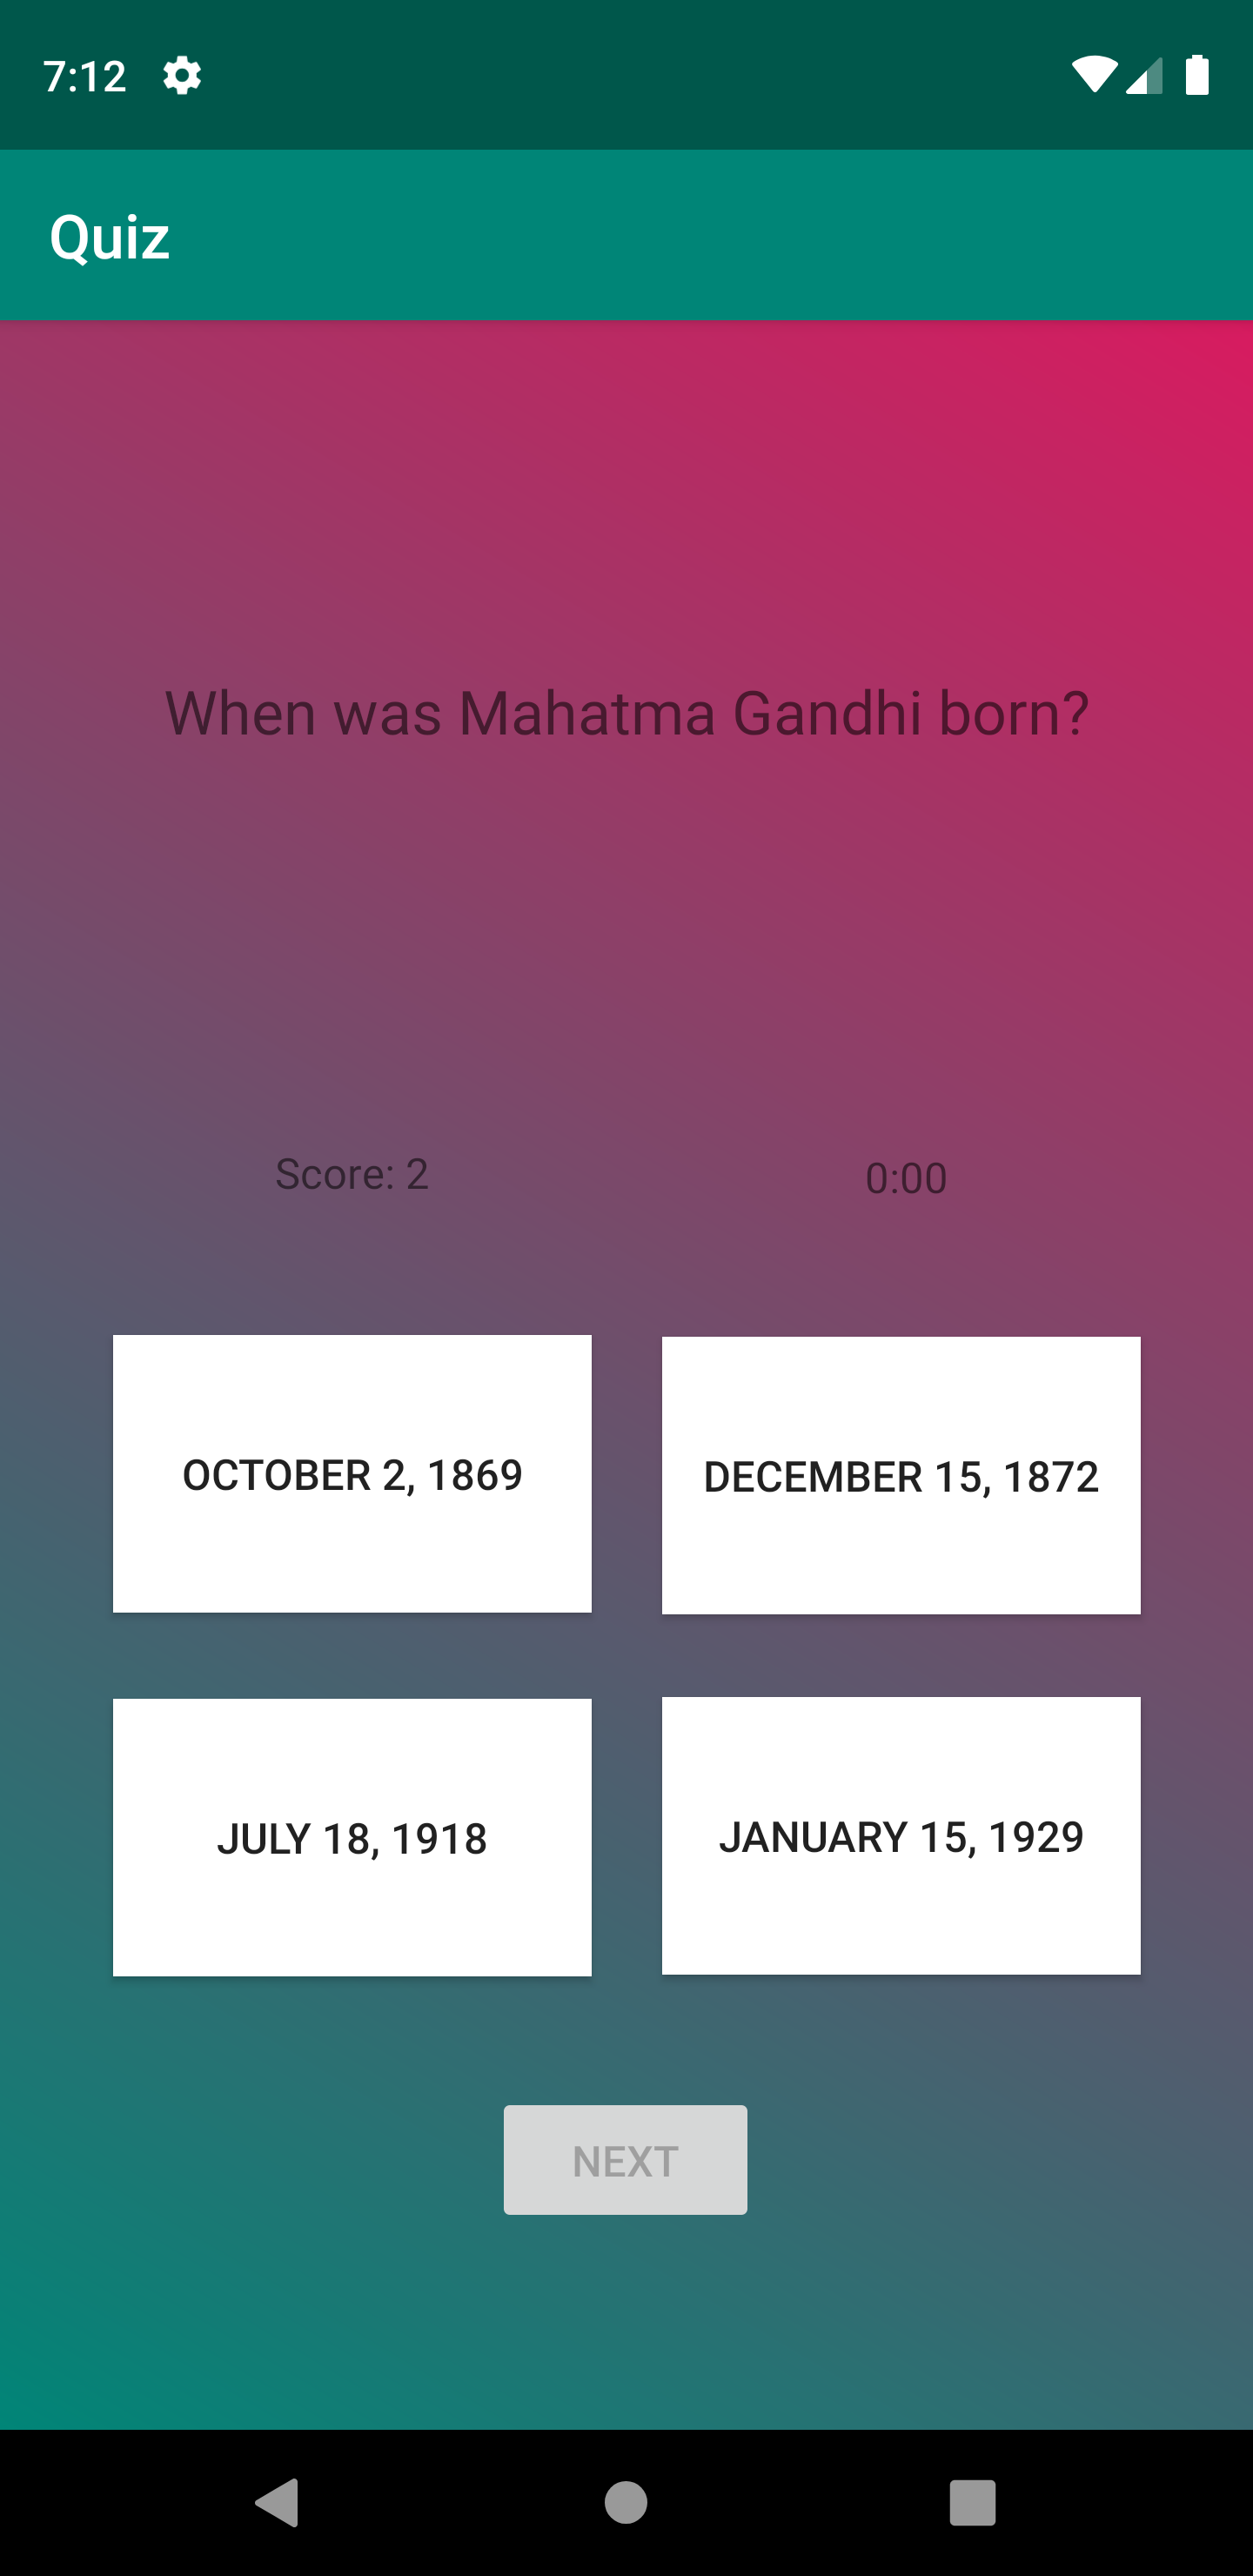 7:12
Quiz
When was Mahatma Gandhi born?
Score: 2
0:00
OCTOBER 2, 1869
DECEMBER 15, 1872
JULY 18, 1918
JANUARY 15, 1929
NEXT